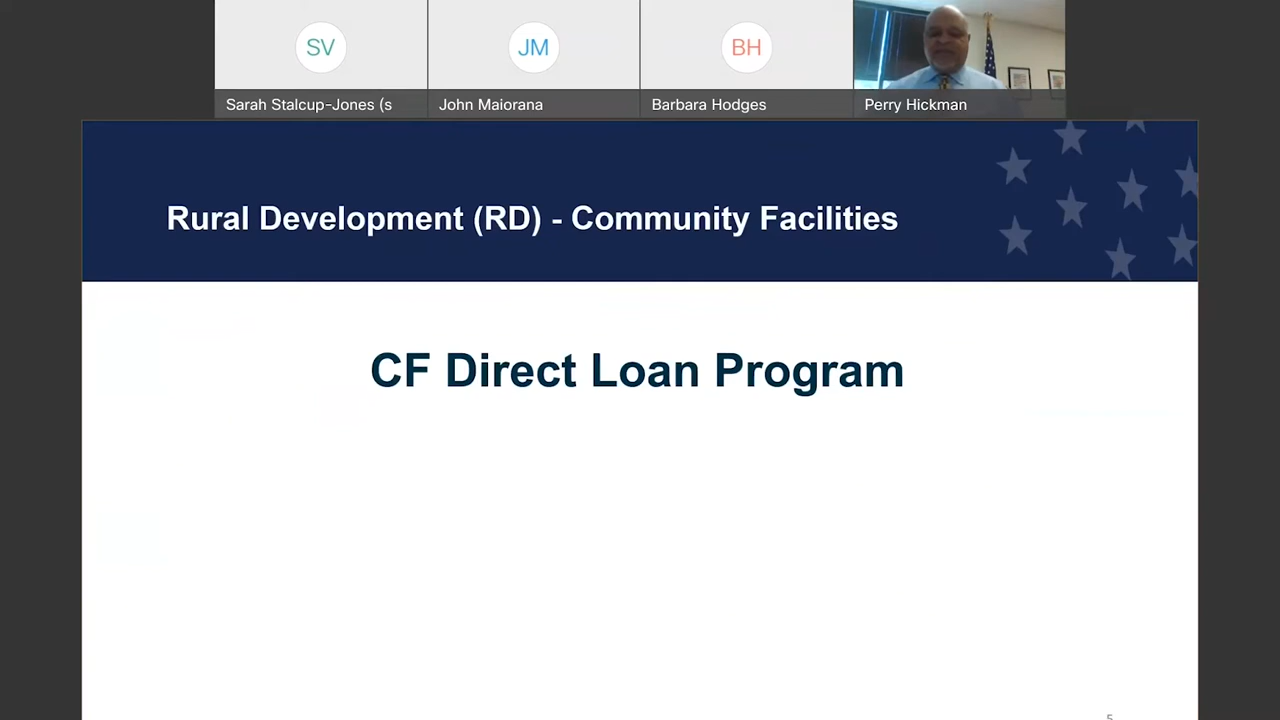 SV
JM
BH
Sarah Stalcup-Jones (s
John Maiorana
Barbara Hodges
Perry Hickman
Rural Development (RD) - Community Facilities
CF Direct Loan Program
5